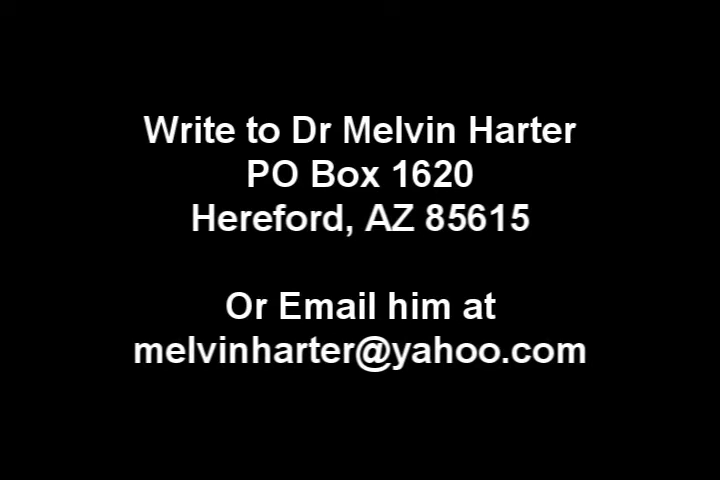 Write to Dr Melvin Harter
PO Box 1620
Hereford, AZ 85615
Or Email him at
melvinharter@yahoo.com